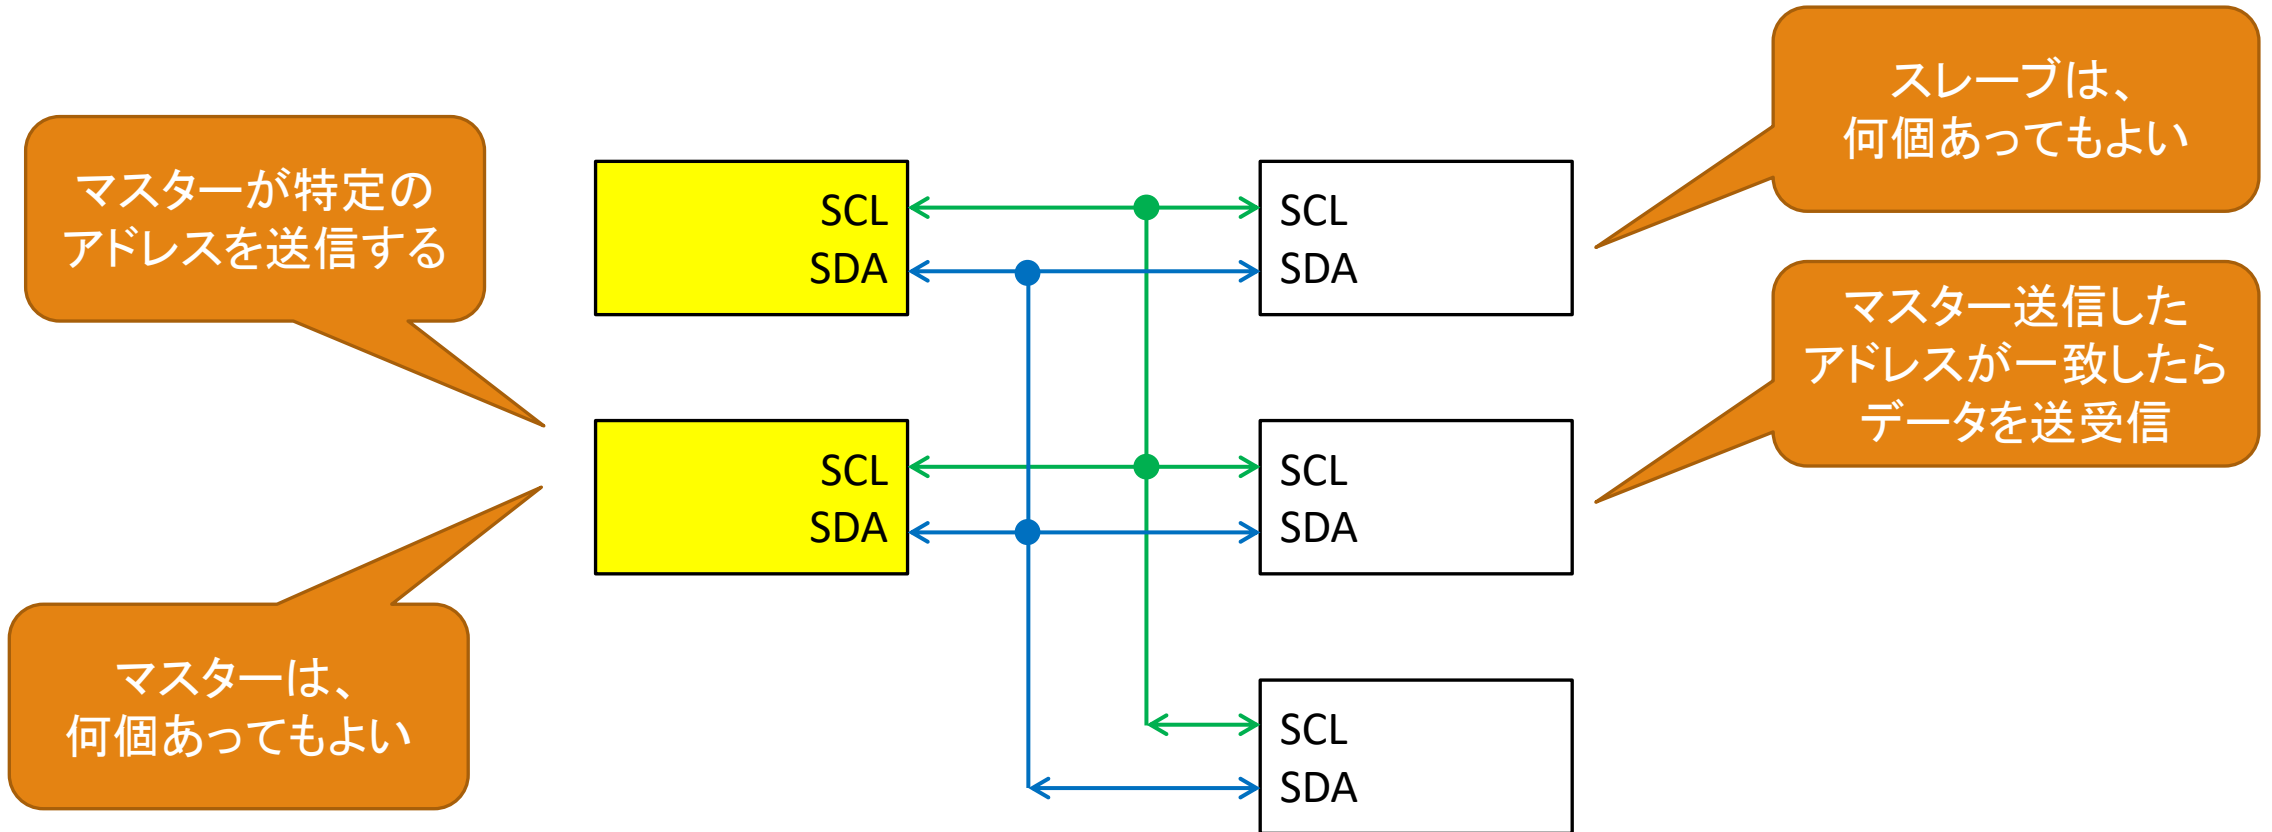 スレーブは、
何個あってもよい
マスターが特定の
アドレスを送信する
SCL
SDA
SCL
SDA
マスター送信した
アドレスが一致したら
データを送受信
SCL
SDA
SCL
SDA
マスターは、
何個あってもよい
SCL
SDA